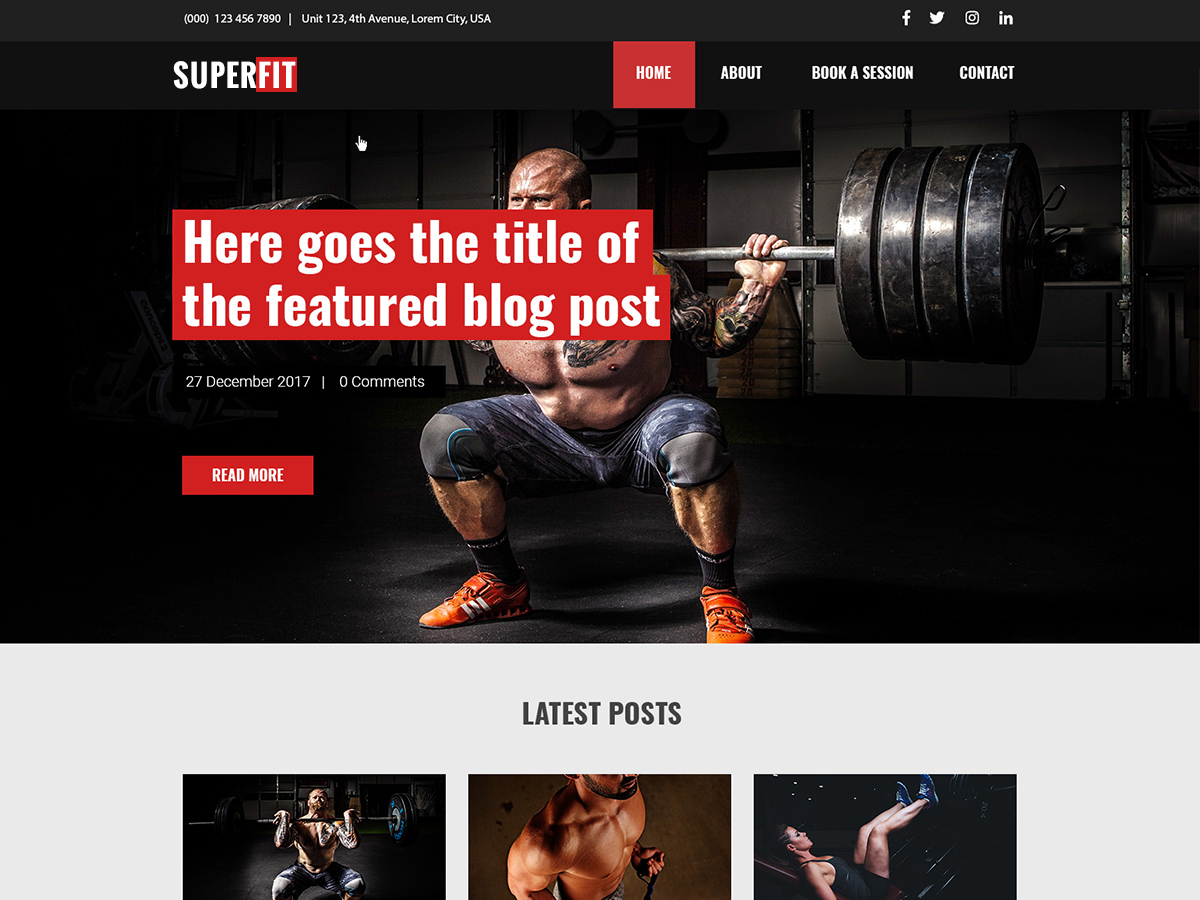 (000) 123 456 7890 | Unit 123, 4th Avenue, Lorem City, USA
SUPERFIT
HOME
ABOUT
BOOK A SESSION
CONTACT
Here goes the title of
the featured blog post
27 December 2017 | 0 Comments
READ MORE
LATEST POSTS